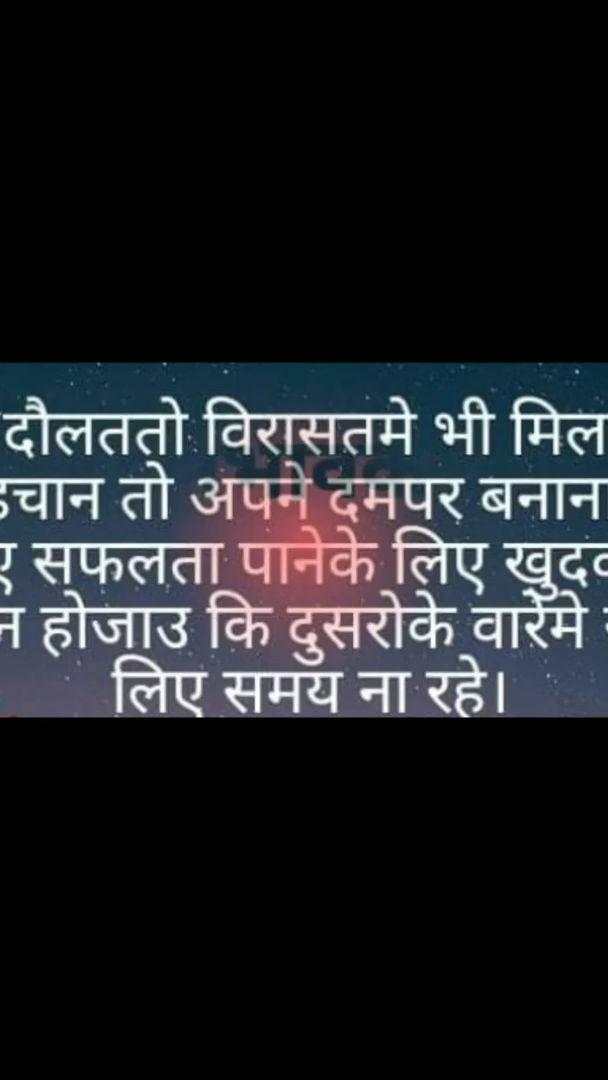 दौलततो विरासतमे भी मिल
तो अपने दमपर बनाना
सफलता पानेके लिए
होजाउ कि दुसरोके वारेमे
लिए समय ना रहे।